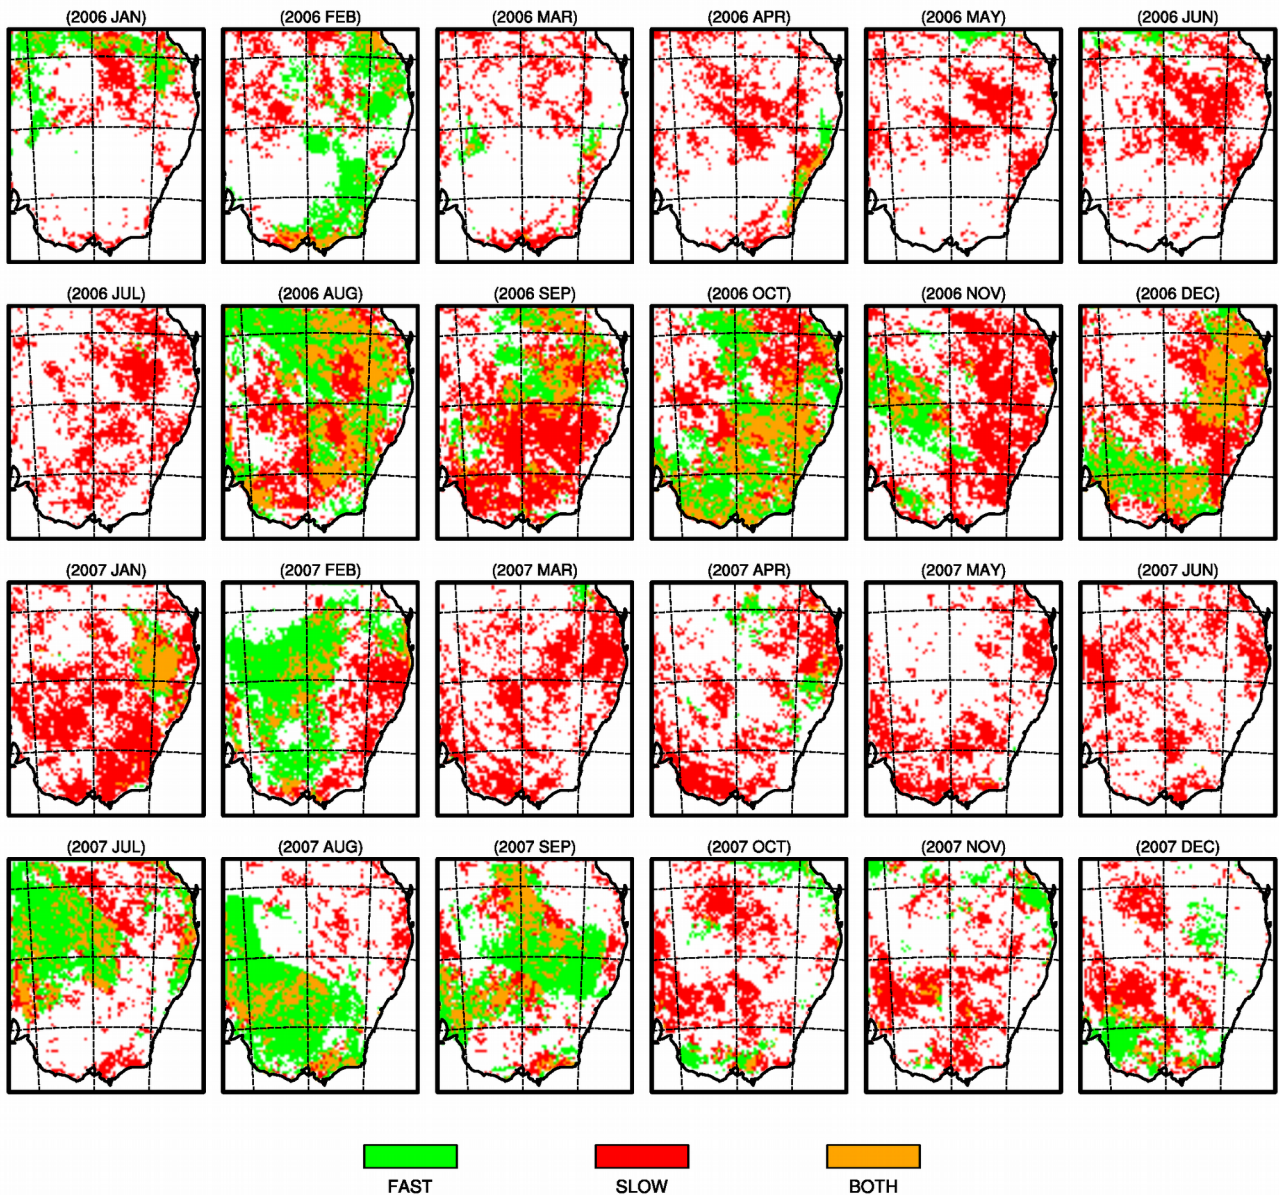 (2006 JAN) (2006 FEB) (2006 MAR) (2006 APR) (2006 MAY) (2006 JUN)
(2006 JUL) (2006 AUG) (2006 SEP) (2006 OCT) (2006 NOV) (2006 DEC)
(2007 JAN) (2007 FEB) (2007 MAR) (2007 APR) (2007 MAY) (2007 JUN)
(2007 JUL) (2007 AUG) (2007 SEP) (2007 OCT) (2007 NOV) (2007 DEC)
FAST SLOW BOTH